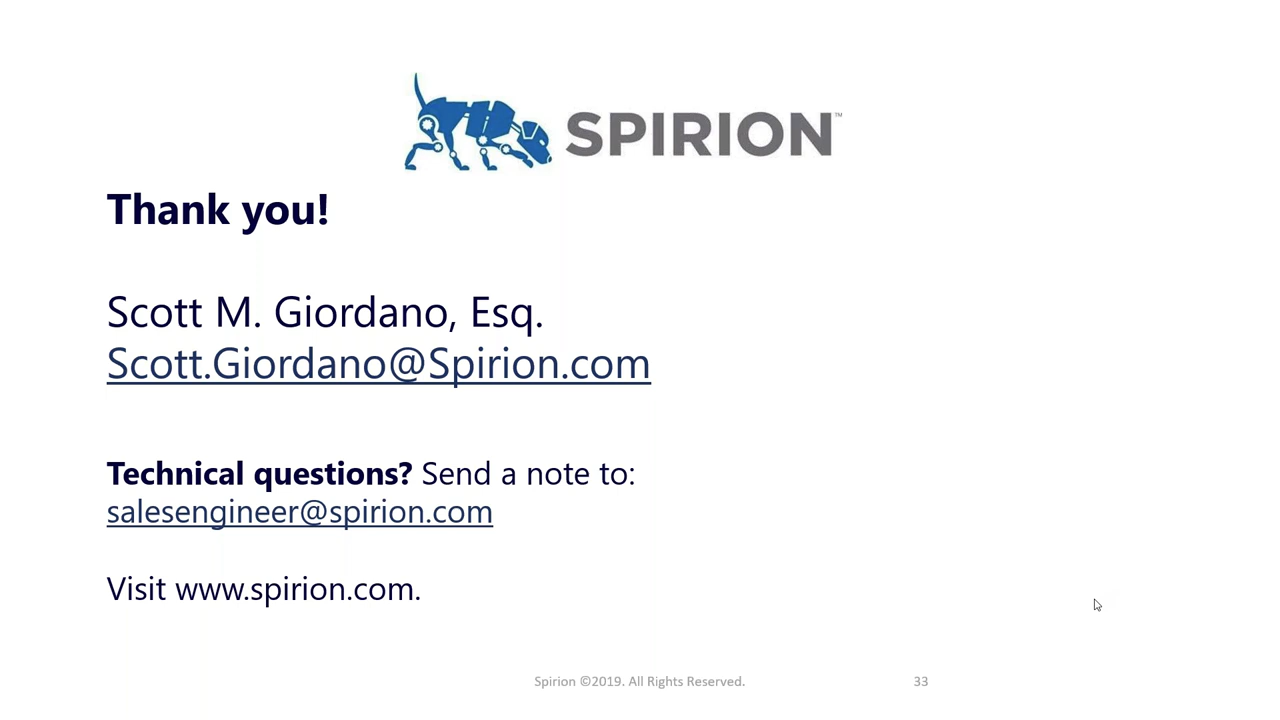 SPIRION™
Thank you!
Scott M. Giordano, Esq.
Scott.Giordano@Spirion.com
Technical questions? Send a note to:
salesengineer@spirion.com
Visit www.spirion.com.
Spirion ©2019. All Rights Reserved.
33